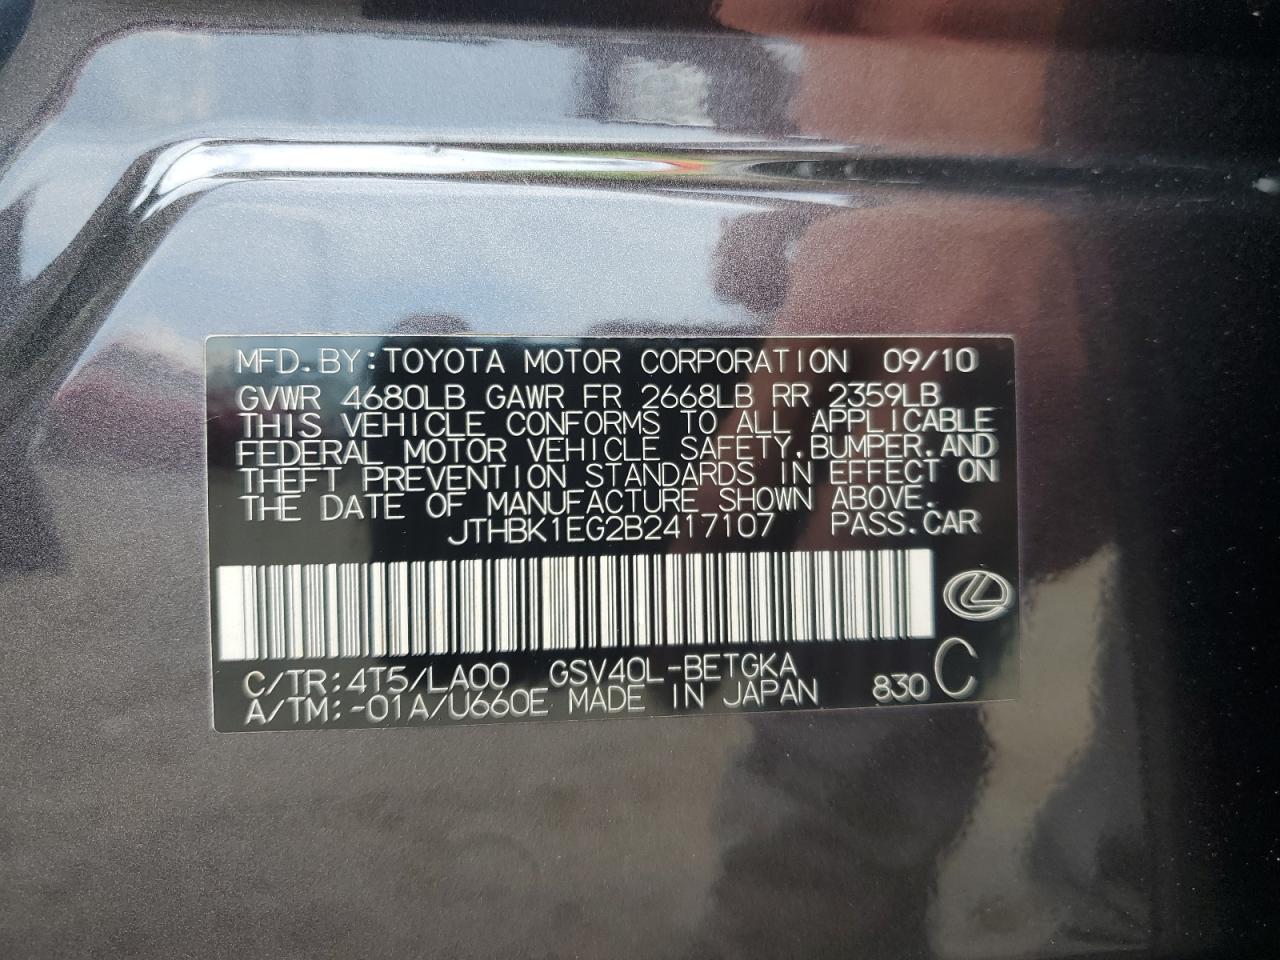 MFD.BY:TOYOTA MOTOR CORPORATION 09/10
GVWR 4680LB GAWR FR 2668LB RR 2359LB
THIS VEHICLE CONFORMS TO ALL APPLICABLE
FEDERAL MOTOR VEHICLE SAFETY,BUMPER,AND
THEFT PREVENTION STANDARDS IN EFFECT ON
THE DATE OF MANUFACTURE SHOWN ABOVE.
JTHBK1EG2B2417107 PASS.CAR
C/TR:4T5/LA00 GSV40L-BETGKA
A/TM:-01A/U660E MADE IN JAPAN 830 C